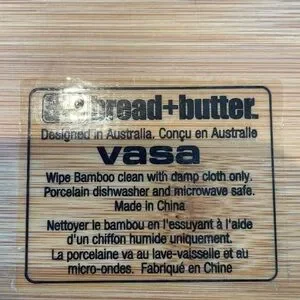 bread+butter.
Designed in Australia. Conçu en Australie
vasa
Wipe Bamboo clean with damp cloth only.
Porcelain dishwasher and microwave safe.
Made in China
Nettoyer le bambou en l'essuyant à l'aide
d'un chiffon humide uniquement.
La porcelaine va au lave-vaisselle et au
micro-ondes. Fabriqué en Chine